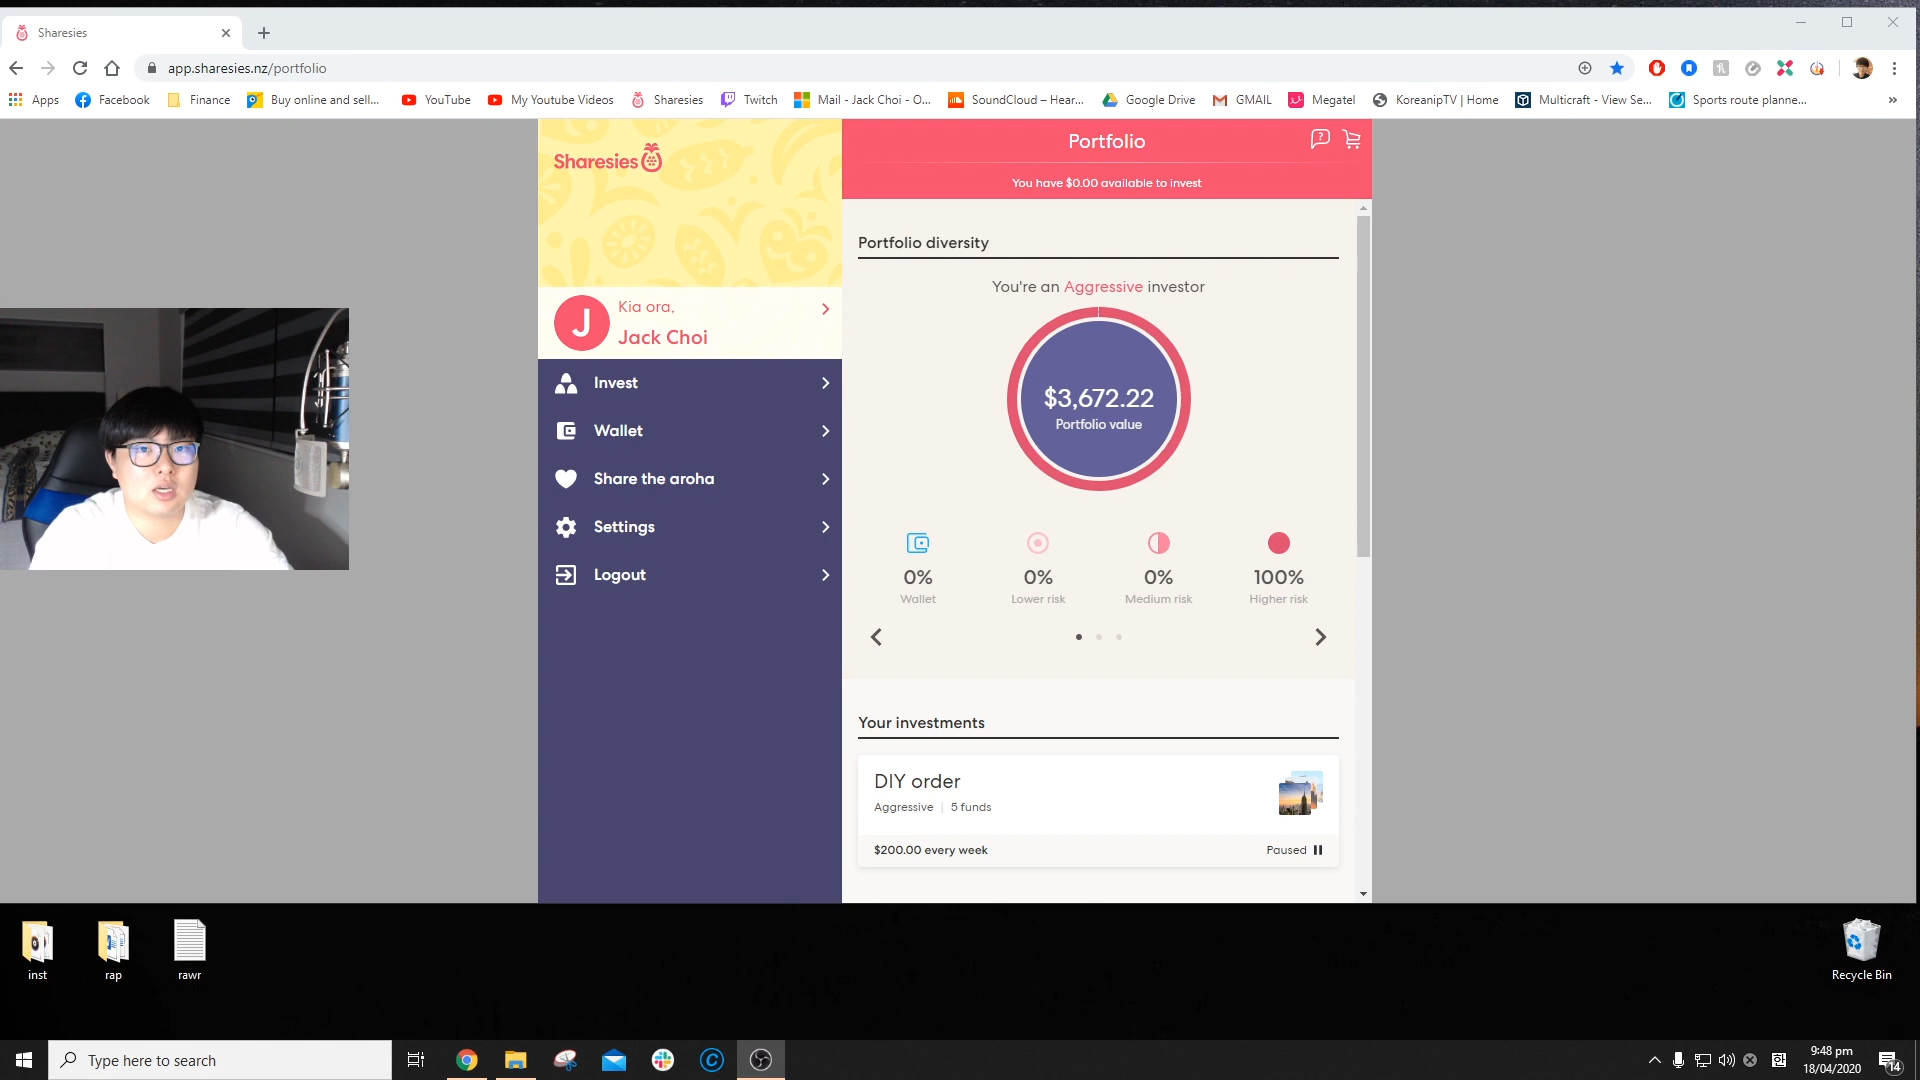 Sharesies
app.sharesies.nz/portfolio
Apps
Facebook
Finance
Buy online and sell...
YouTube
My Youtube Videos
Sharesies
Twitch
Mail - Jack Choi - O...
SoundCloud – Hear...
Google Drive
GMAIL
Megatel
KoreanipTV | Home
Multicraft - View Se...
Sports route planne...
»
Sharesies
Kia ora,
Jack Choi
J
Invest
Wallet
Share the aroha
Settings
Logout
Portfolio
You have $0.00 available to invest
Portfolio diversity
You're an Aggressive investor
$3,672.22
Portfolio value
0%
Wallet
0%
Lower risk
0%
Medium risk
100%
Higher risk
Your investments
DIY order
Aggressive | 5 funds
$200.00 every week
Paused
inst
rap
rawr
Recycle Bin
Type here to search
9:48 pm
18/04/2020
14